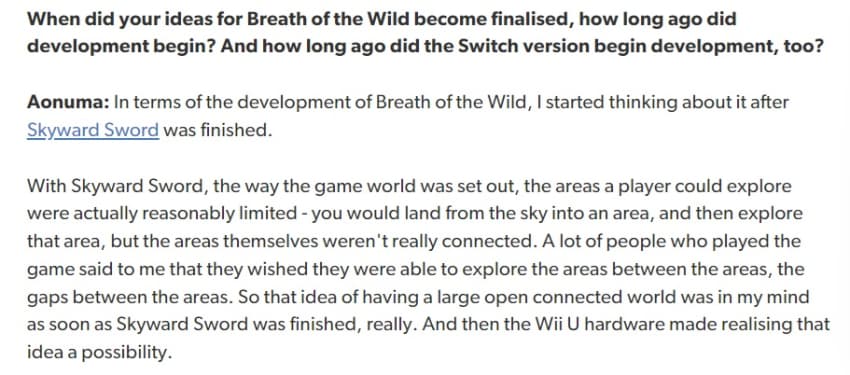 When did your ideas for Breath of the Wild become finalised, how long ago did
development begin? And how long ago did the Switch version begin development, too?
Aonuma: In terms of the development of Breath of the Wild, I started thinking about it after
Skyward Sword was finished.
With Skyward Sword, the way the game world was set out, the areas a player could explore
were actually reasonably limited - you would land from the sky into an area, and then explore
that area, but the areas themselves weren't really connected. A lot of people who played the
game said to me that they wished they were able to explore the areas between the areas, the
gaps between the areas. So that idea of having a large open connected world was in my mind
as soon as Skyward Sword was finished, really. And then the Wii U hardware made realising that
idea a possibility.